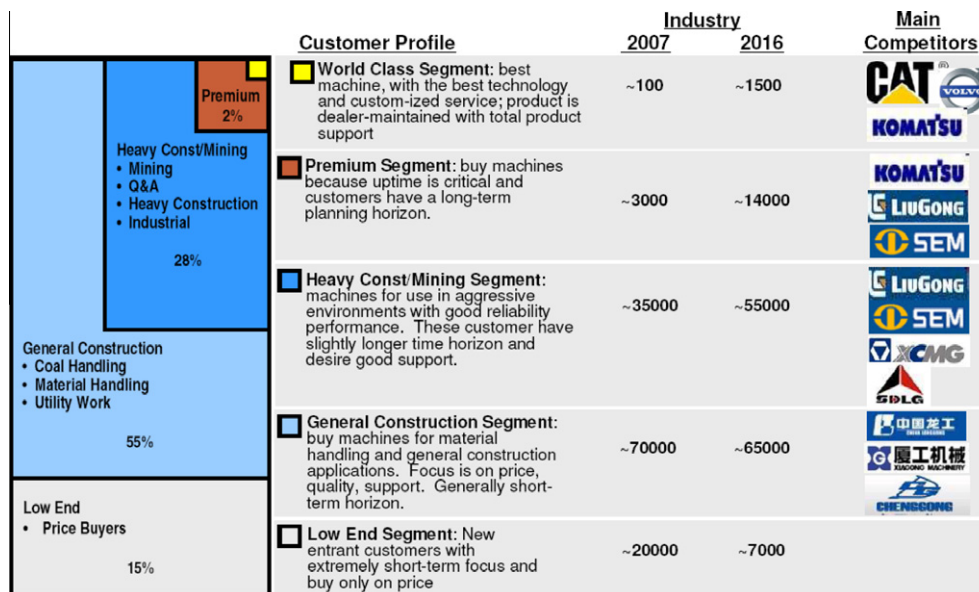 Premium
2%
Heavy Const/Mining
• Mining
• Q&A
• Heavy Construction
• Industrial
28%
General Construction
• Coal Handling
• Material Handling
• Utility Work
55%
Low End
• Price Buyers
15%
Customer Profile
Industry
2007 2016
Main
Competitors
World Class Segment: best
machine, with the best technology
and custom-ized service; product is
dealer-maintained with total product
support
~100 ~1500
CAT®
VOLVO
KOMATSU
Premium Segment: buy machines
because uptime is critical and
customers have a long-term
planning horizon.
~3000 ~14000
KOMATSU
LIUGONG
SEM
Heavy Const/Mining Segment:
machines for use in aggressive
environments with good reliability
performance. These customer have
slightly longer time horizon and
desire good support.
~35000 ~55000
LIUGONG
SEM
XCMG
SDLG
General Construction Segment:
buy machines for material
handling and general construction
applications. Focus is on price,
quality, support. Generally short-
term horizon.
~70000 ~65000
中国龙工
厦工机械
XIAGONG MACHINERY
CHENGGONG
Low End Segment: New
entrant customers with
extremely short-term focus and
buy only on price
~20000 ~7000